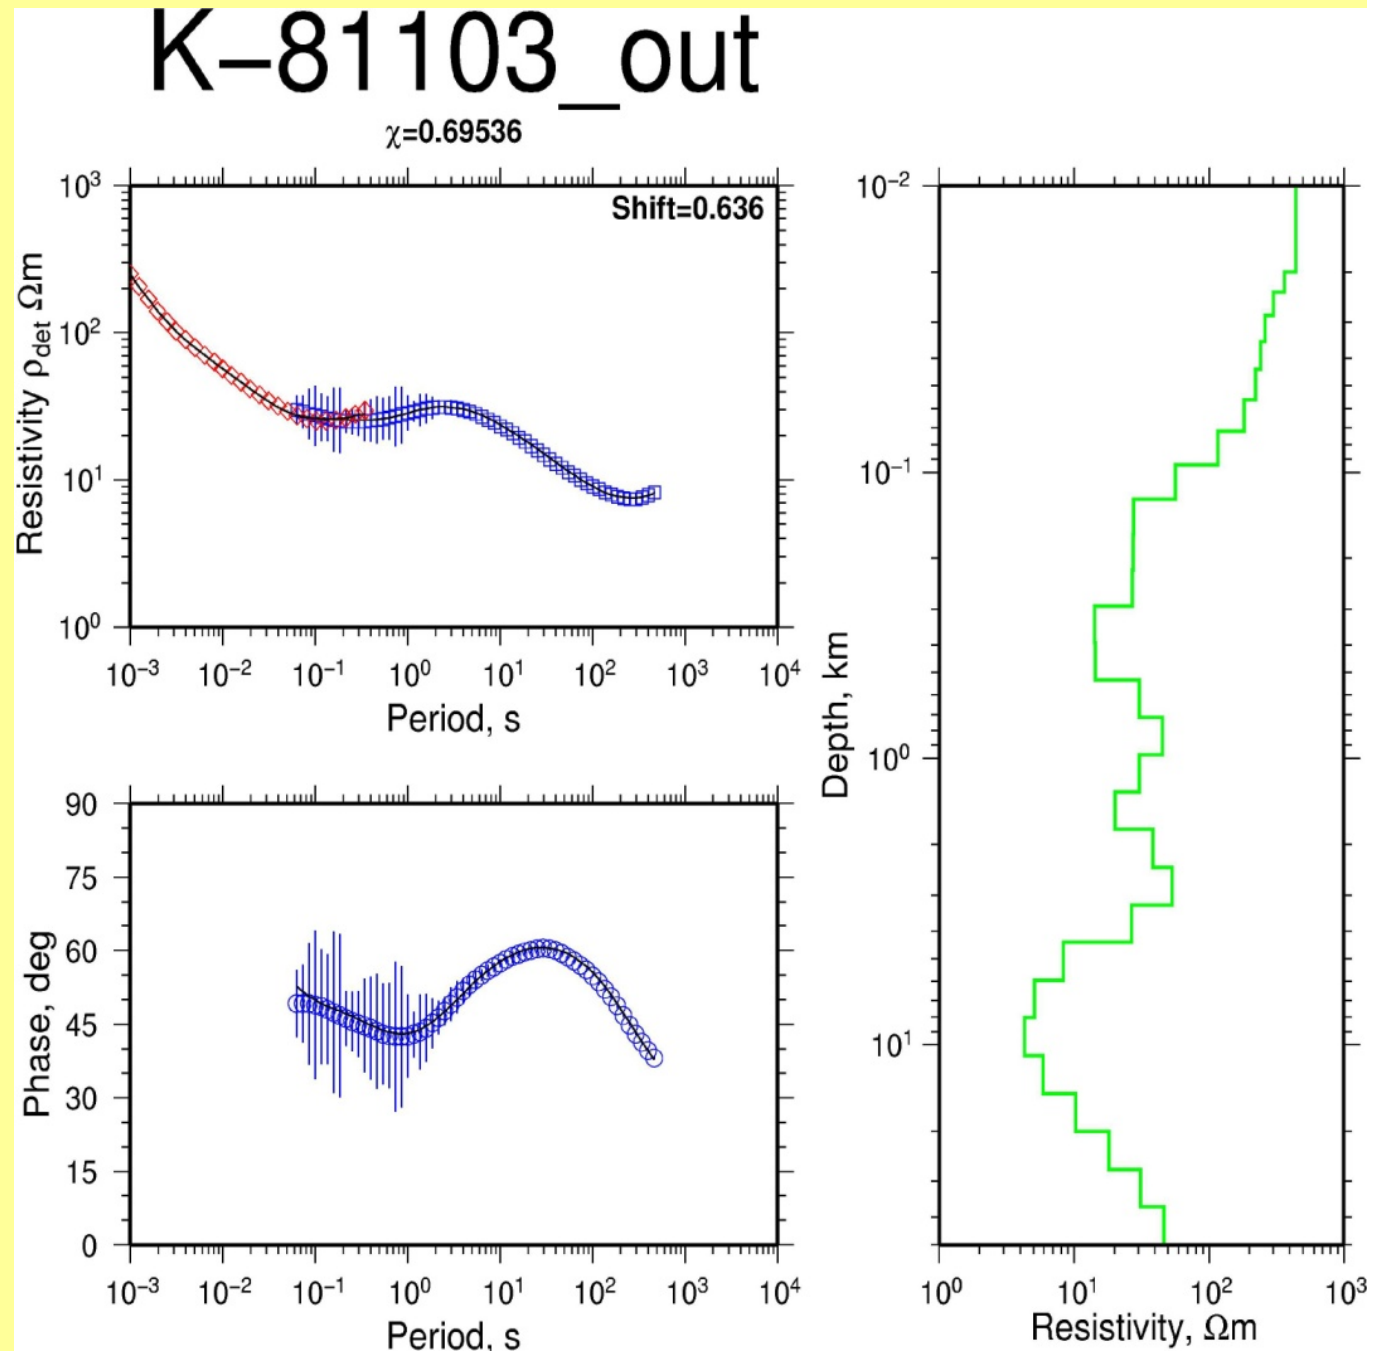 K−81103_out
χ=0.69536
Shift=0.636
Resistivity ρdet Ωm
10³
10²
10¹
10⁰
10⁻³ 10⁻² 10⁻¹ 10⁰ 10¹ 10² 10³ 10⁴
Period, s
Phase, deg
90
75
60
45
30
15
0
10⁻³ 10⁻² 10⁻¹ 10⁰ 10¹ 10² 10³ 10⁴
Period, s
Depth, km
10⁻²
10⁻¹
10⁰
10¹
10⁰ 10¹ 10² 10³
Resistivity, Ωm